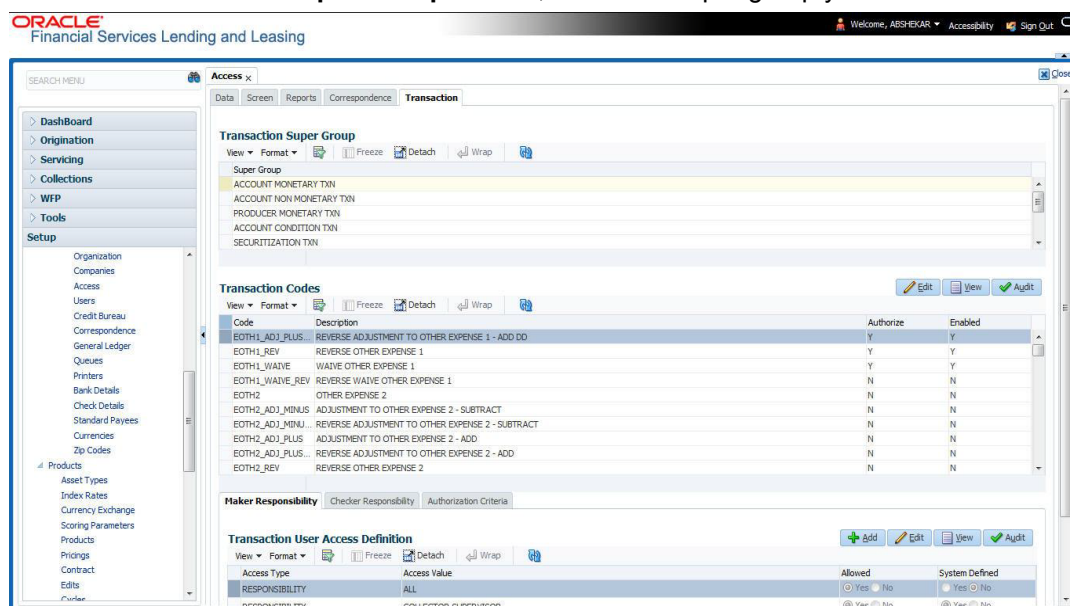 ORACLE
Financial Services Lending and Leasing
Welcome, ABSHEKAR Accessibility Sign Out
SEARCH MENU
Access x
Close
Data Screen Reports Correspondence Transaction
DashBoard
Origination
Servicing
Collections
WFP
Tools
Setup
Organization
Companies
Access
Users
Credit Bureau
Correspondence
General Ledger
Queues
Printers
Bank Details
Check Details
Standard Payees
Currencies
Zip Codes
Products
Asset Types
Index Rates
Currency Exchange
Scoring Parameters
Products
Pricings
Contract
Edits
Cycles
Transaction Super Group
View Format Freeze Detach Wrap
Super Group
ACCOUNT MONETARY TXN
ACCOUNT NON MONETARY TXN
PRODUCER MONETARY TXN
ACCOUNT CONDITION TXN
SECURITIZATION TXN
Transaction Codes
Edit View Audit
View Format Freeze Detach Wrap
Code Description Authorize Enabled
EOTH1_ADJ_PLUS... REVERSE ADJUSTMENT TO OTHER EXPENSE 1 - ADD DD Y Y
EOTH1_REV REVERSE OTHER EXPENSE 1 Y Y
EOTH1_WAIVE WAIVE OTHER EXPENSE 1 Y Y
EOTH1_WAIVE_REV REVERSE WAIVE OTHER EXPENSE 1 N N
EOTH2 OTHER EXPENSE 2 N N
EOTH2_ADJ_MINUS ADJUSTMENT TO OTHER EXPENSE 2 - SUBTRACT N N
EOTH2_ADJ_MINU... REVERSE ADJUSTMENT TO OTHER EXPENSE 2 - SUBTRACT N N
EOTH2_ADJ_PLUS ADJUSTMENT TO OTHER EXPENSE 2 - ADD N N
EOTH2_ADJ_PLUS... REVERSE ADJUSTMENT TO OTHER EXPENSE 2 - ADD N N
EOTH2_REV REVERSE OTHER EXPENSE 2 N N
Maker Responsibility Checker Responsibility Authorization Criteria
Transaction User Access Definition
Add Edit View Audit
View Format Freeze Detach Wrap
Access Type Access Value Allowed System Defined
RESPONSIBILITY ALL Yes No Yes No
RESPONSIBILITY COLLECTOR SUPERVISOR Yes No Yes No